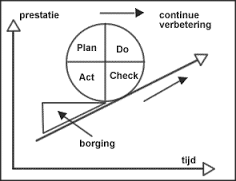 prestatie
continue
verbetering
Plan
Do
Act
Check
borging
tijd